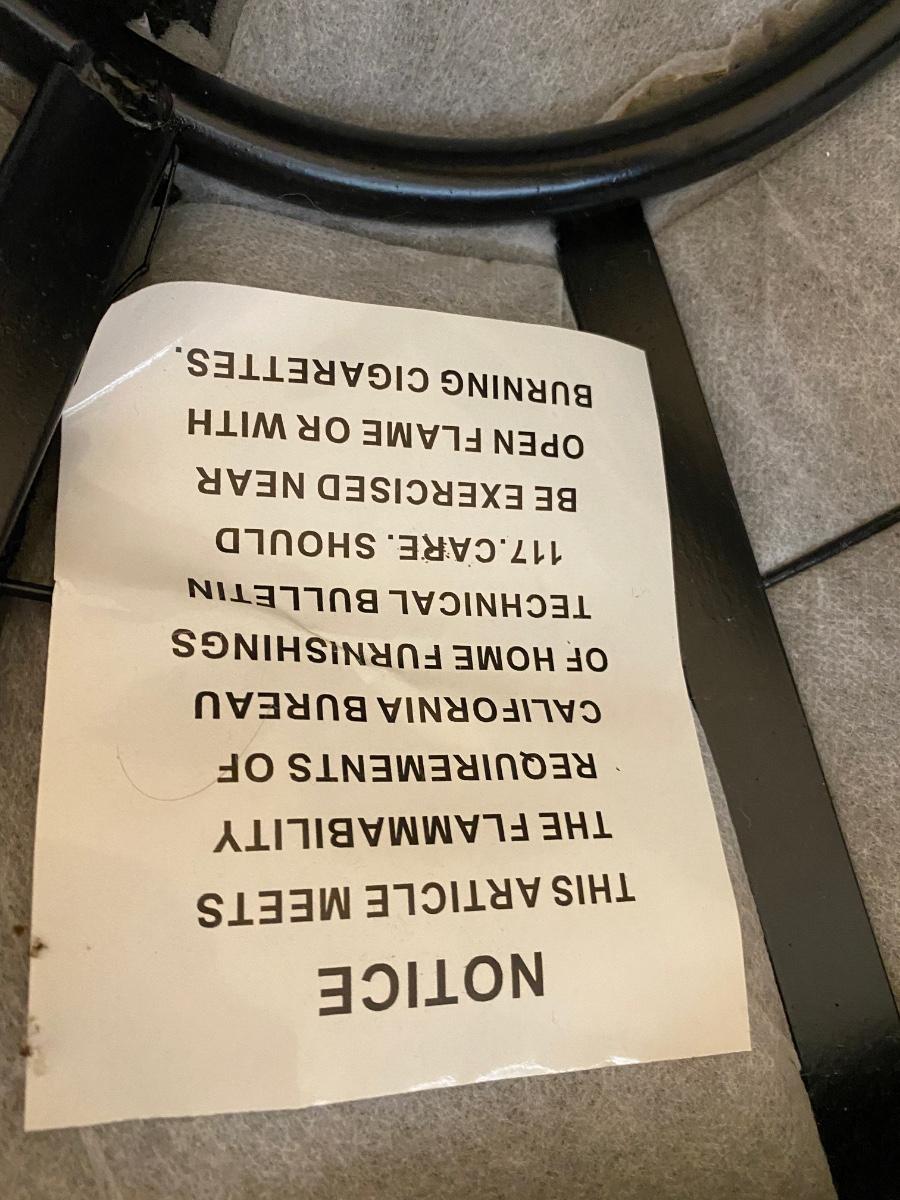 NOTICE
THIS ARTICLE MEETS
THE FLAMMABILITY
REQUIREMENTS OF
CALIFORNIA BUREAU
OF HOME FURNISHINGS
TECHNICAL BULLETIN
117.CARE. SHOULD
BE EXERCISED NEAR
OPEN FLAME OR WITH
BURNING CIGARETTES.